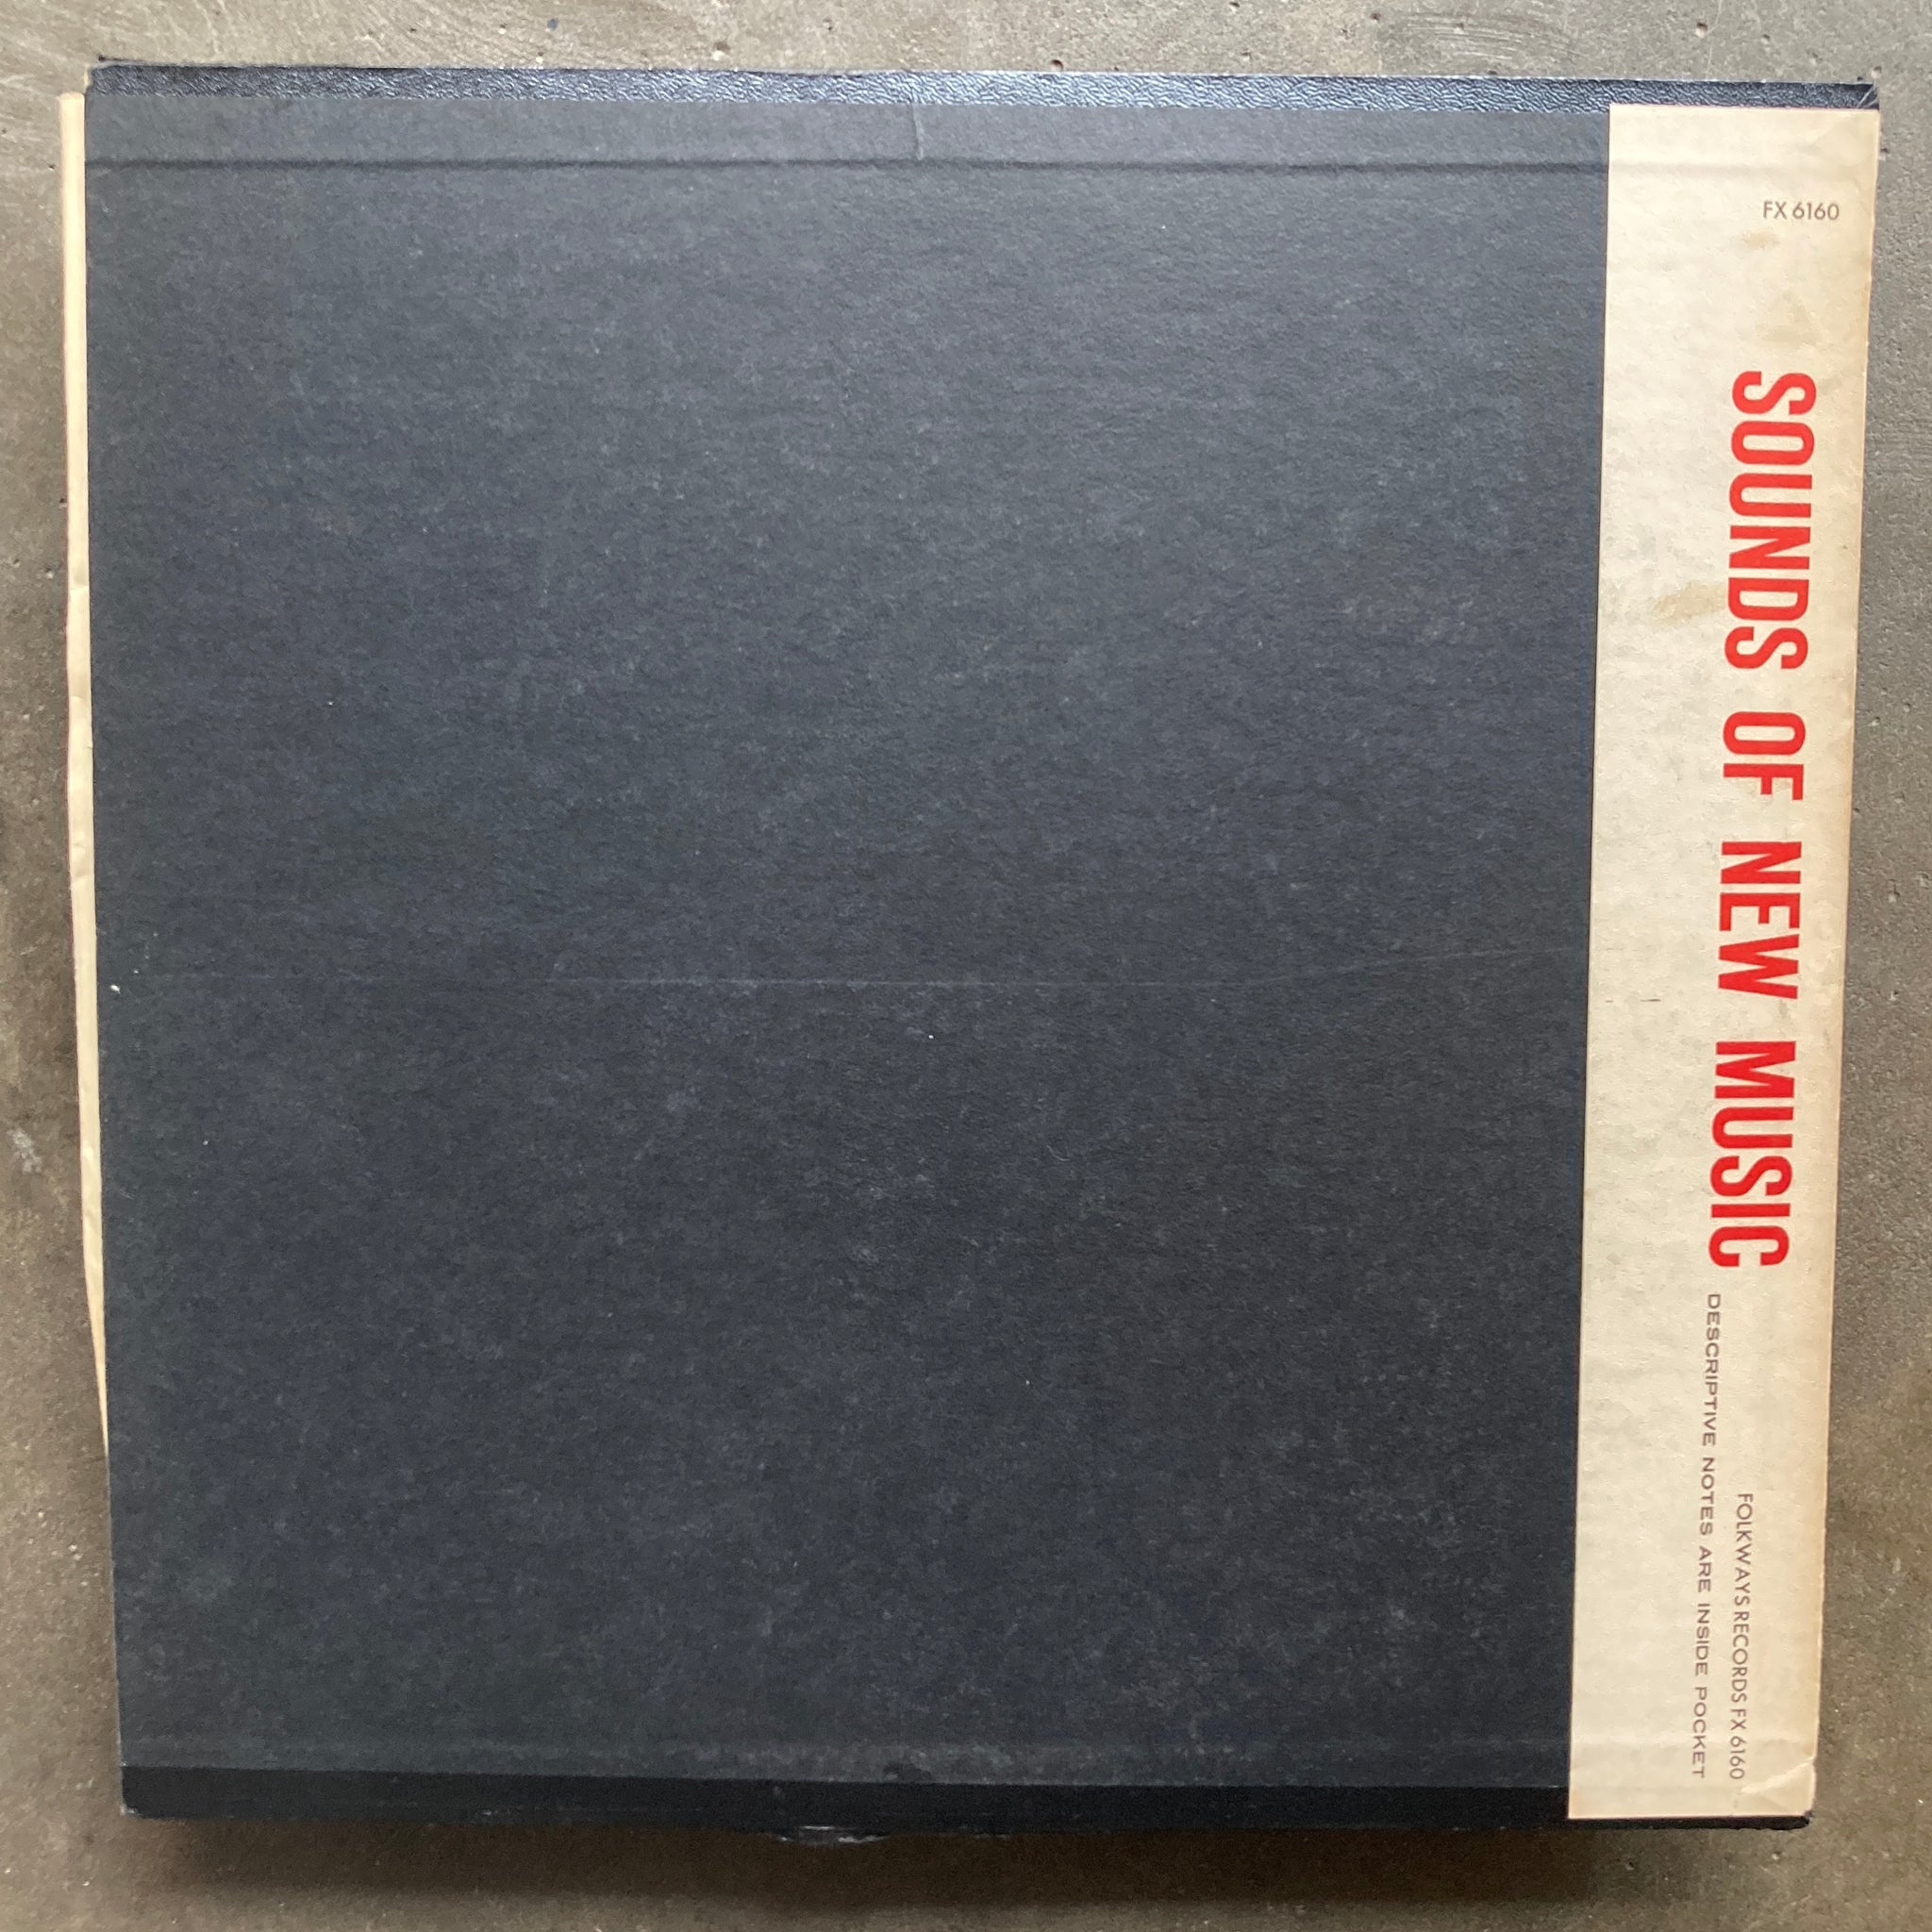 FX 6160
SOUNDS OF NEW MUSIC
FOLKWAYS RECORDS FX 6160
DESCRIPTIVE NOTES ARE INSIDE POCKET